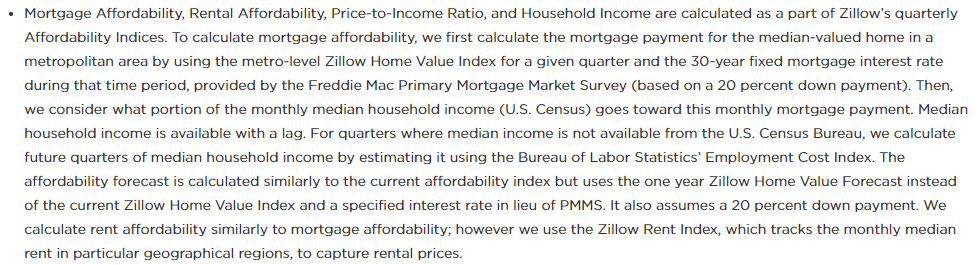 • Mortgage Affordability, Rental Affordability, Price-to-Income Ratio, and Household Income are calculated as a part of Zillow’s quarterly
Affordability Indices. To calculate mortgage affordability, we first calculate the mortgage payment for the median-valued home in a
metropolitan area by using the metro-level Zillow Home Value Index for a given quarter and the 30-year fixed mortgage interest rate
during that time period, provided by the Freddie Mac Primary Mortgage Market Survey (based on a 20 percent down payment). Then,
we consider what portion of the monthly median household income (U.S. Census) goes toward this monthly mortgage payment. Median
household income is available with a lag. For quarters where median income is not available from the U.S. Census Bureau, we calculate
future quarters of median household income by estimating it using the Bureau of Labor Statistics’ Employment Cost Index. The
affordability forecast is calculated similarly to the current affordability index but uses the one year Zillow Home Value Forecast instead
of the current Zillow Home Value Index and a specified interest rate in lieu of PMMS. It also assumes a 20 percent down payment. We
calculate rent affordability similarly to mortgage affordability; however we use the Zillow Rent Index, which tracks the monthly median
rent in particular geographical regions, to capture rental prices.